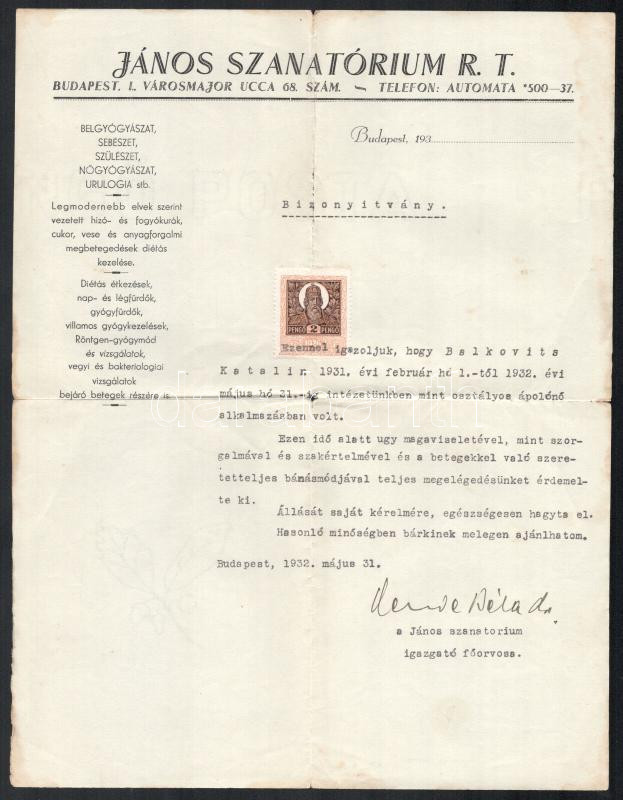 JÁNOS SZANATÓRIUM R. T.
BUDAPEST. I. VÁROSMAJOR UCCA 68. SZÁM. — TELEFON: AUTOMATA *500—37.
BELGYÓGYÁSZAT,
SEBÉSZET,
SZÜLÉSZET,
NŐGYÓGYÁSZAT,
UROLOGIA stb.
Legmodernebb elvek szerint
vezetett hizó- és fogyókurák,
cukor, vese és anyagforgalmi
megbetegedések diétás
kezelése.
Diétás étkezések,
nap- és légfürdők,
gyógyfürdők,
villamos gyógykezelések,
Röntgen-gyógymód
és vizsgálatok,
vegyi és bakteriologiai
vizsgálatok
bejáró betegek részére is
Budapest, 193
Bizonyitvány.
PENGŐ 2 PENGŐ
Ezennel igazoljuk, hogy Balkovits
Katalin 1931. évi február hó 1.-től 1932. évi
május hó 31.-ig intézetünkben mint osztályos ápolónő
alkalmazásban volt.
Ezen idő alatt ugy magaviseletével, mint szor-
galmával és szakértelmével és a betegekkel való szere-
tetteljes bánásmódjával teljes megelégedésünket érdemel-
te ki.
Állását saját kérelmére, egészségesen hagyta el.
Hasonló minőségben bárkinek melegen ajánlhatom.
Budapest, 1932. május 31.
Béla dr.
a János szanatorium
igazgató főorvosa.
darabanth